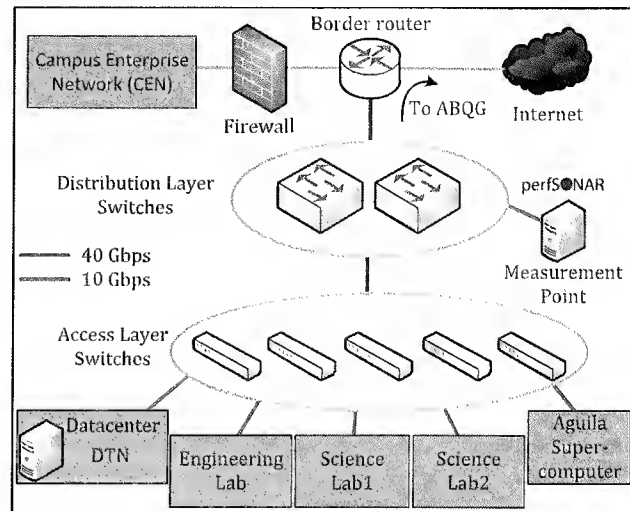 Border router
Campus Enterprise
Network (CEN)
To ABQG
Firewall
Internet
Distribution Layer
Switches
perfSONAR
40 Gbps
10 Gbps
Measurement
Point
Access Layer
Switches
Datacenter
DTN
Engineering
Lab
Science
Lab1
Science
Lab2
Aguila
Super-
computer